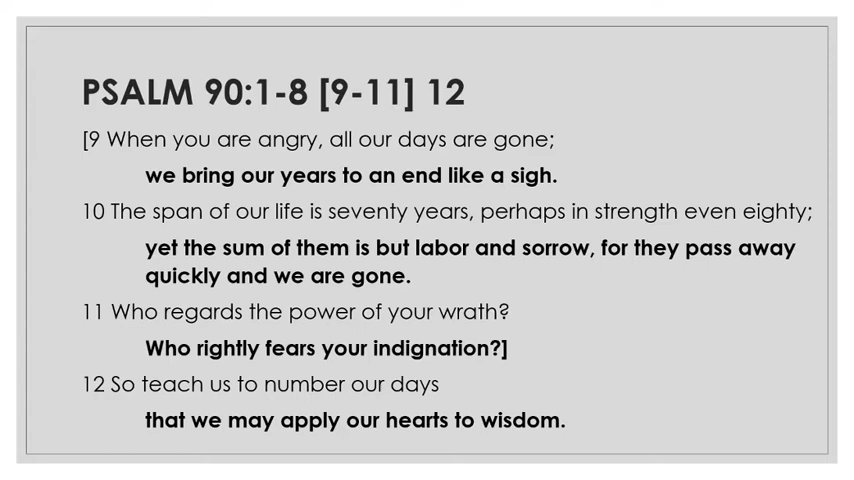 PSALM 90:1-8 [9-11] 12
[9 When you are angry, all our days are gone;
we bring our years to an end like a sigh.
10 The span of our life is seventy years, perhaps in strength even eighty;
yet the sum of them is but labor and sorrow, for they pass away
quickly and we are gone.
11 Who regards the power of your wrath?
Who rightly fears your indignation?]
12 So teach us to number our days
that we may apply our hearts to wisdom.